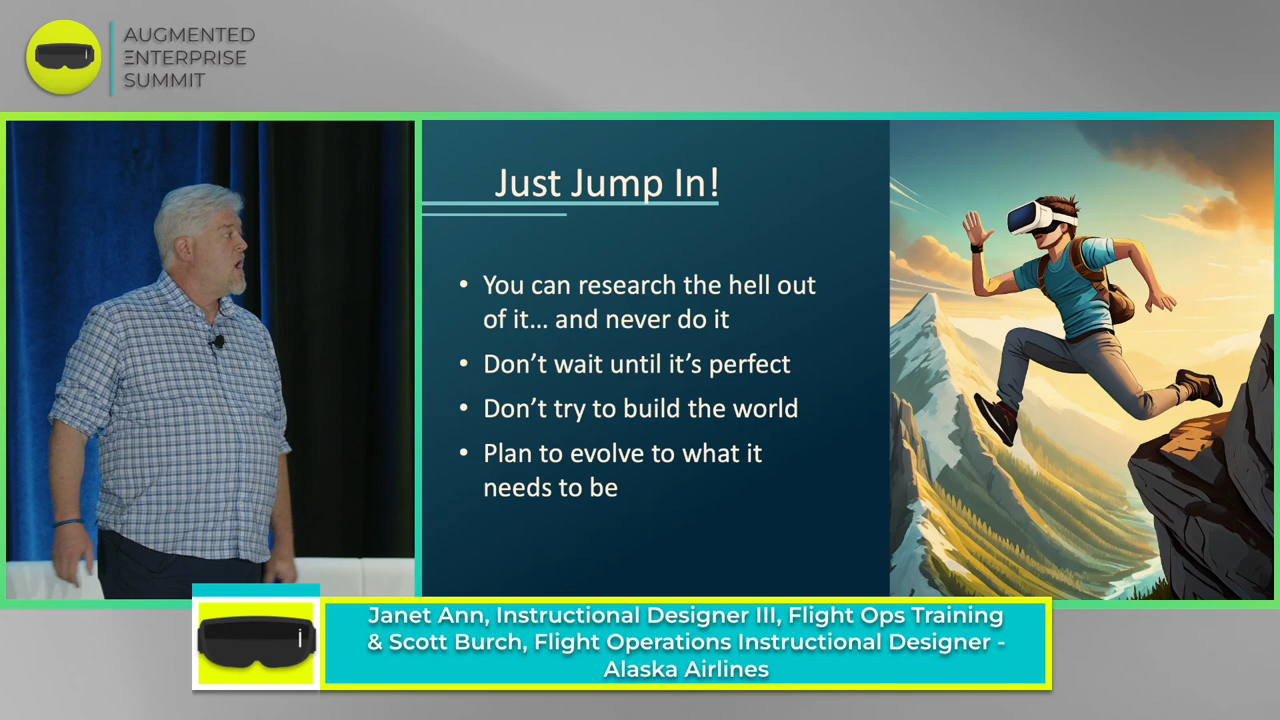 AUGMENTED
ENTERPRISE
SUMMIT
Just Jump In!
• You can research the hell out
of it... and never do it
• Don't wait until it's perfect
• Don't try to build the world
• Plan to evolve to what it
needs to be
Janet Ann, Instructional Designer III, Flight Ops Training
& Scott Burch, Flight Operations Instructional Designer -
Alaska Airlines